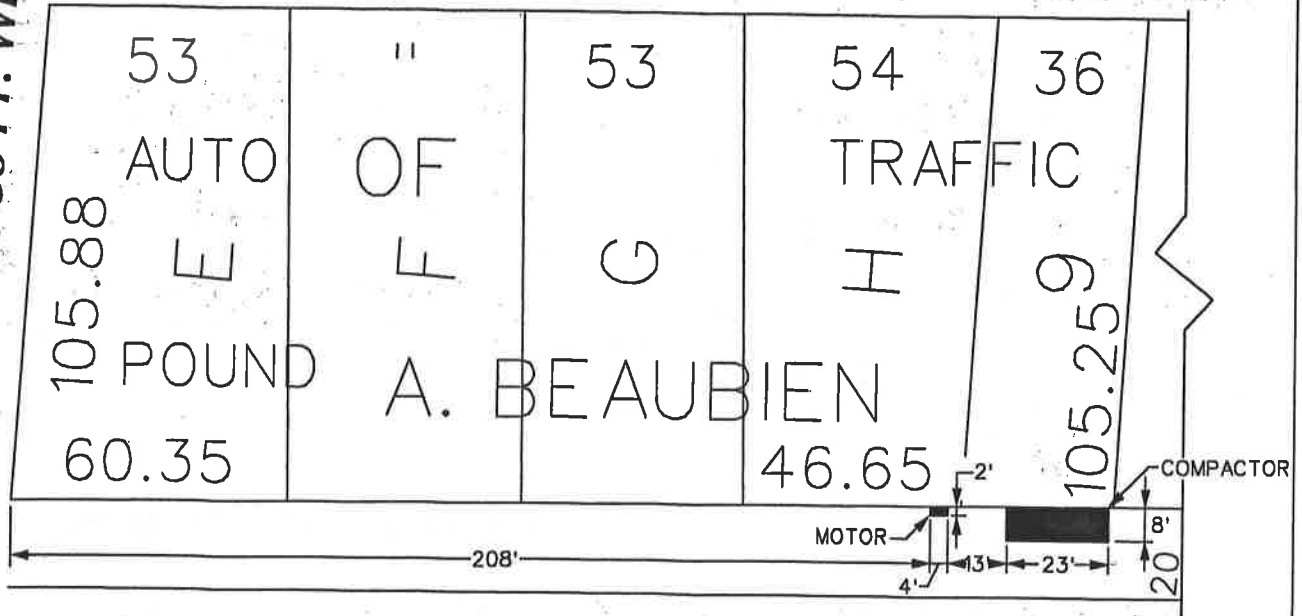 53 " 53 54 36
AUTO OF TRAFFIC
105.88 E F G H 9
POUND A. BEAUBIEN
60.35 46.65 105.25
2'
COMPACTOR
MOTOR
8'
208' 13' 23'
4'
20